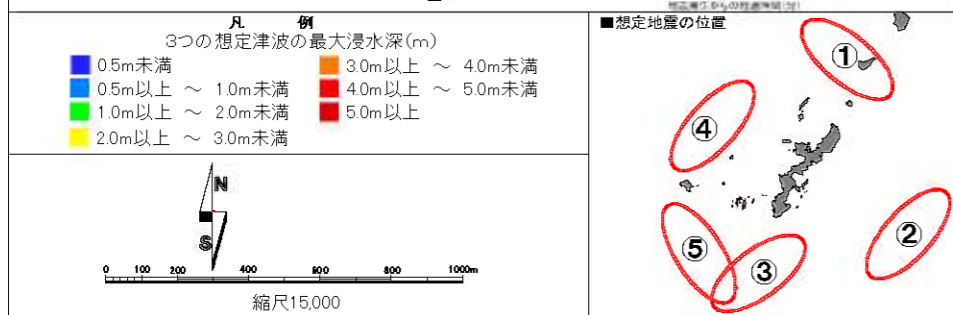 凡 例
3つの想定津波の最大浸水深(m)
0.5m未満
0.5m以上 ～ 1.0m未満
1.0m以上 ～ 2.0m未満
2.0m以上 ～ 3.0m未満
3.0m以上 ～ 4.0m未満
4.0m以上 ～ 5.0m未満
5.0m以上
N
S
0 100 200 400 600 800 1000m
縮尺15,000
■想定地震の位置
①
④
②
⑤
③